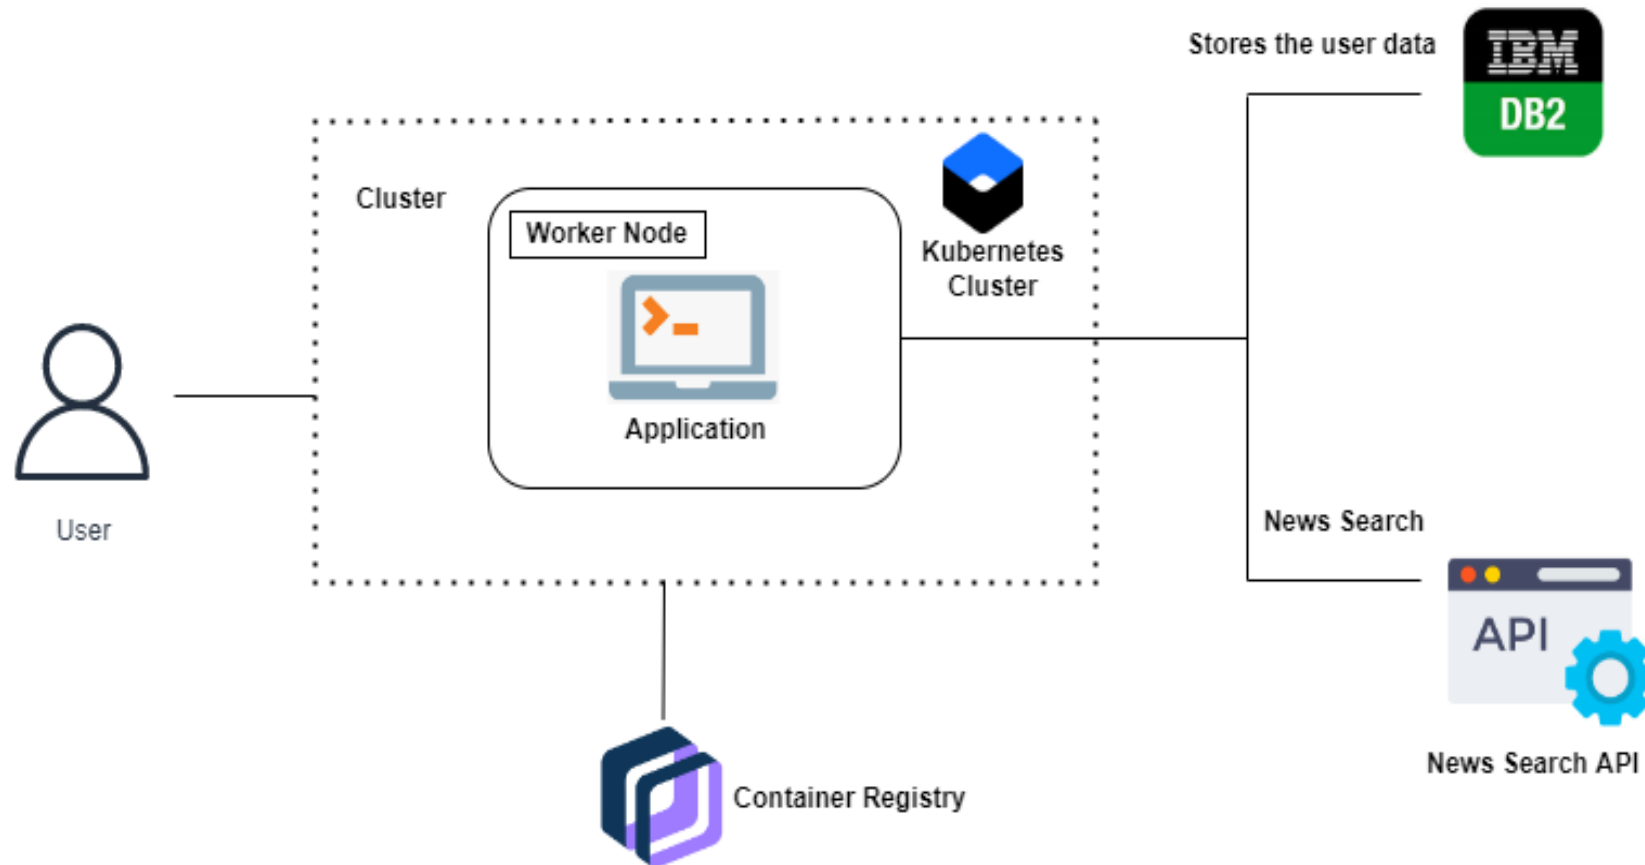 Stores the user data
IBM
DB2
Cluster
Worker Node
Kubernetes
Cluster
Application
User
News Search
API
News Search API
Container Registry